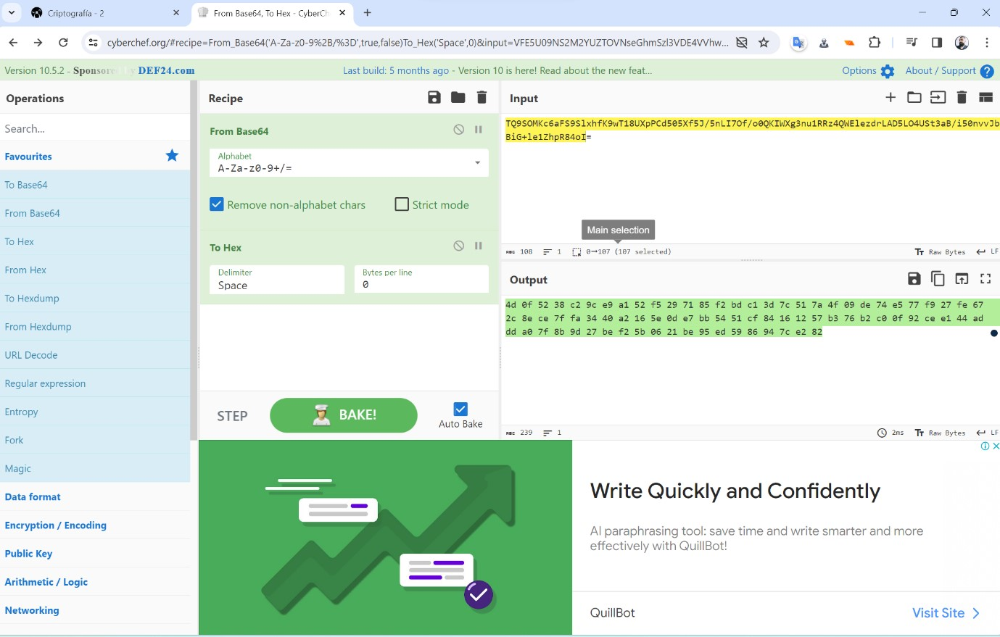 Criptografía - 2
From Base64, To Hex - CyberCh
cyberchef.org/#recipe=From_Base64('A-Za-z0-9%2B/%3D',true,false)To_Hex('Space',0)&input=VFE5U09NS2M2YUZTOVNseGhmSzl3VDE4VVhw...
Version 10.5.2 - Sponsore DEF24.com
Last build: 5 months ago - Version 10 is here! Read about the new feat...
Options
About / Support
Operations
Search...
Favourites
To Base64
From Base64
To Hex
From Hex
To Hexdump
From Hexdump
URL Decode
Regular expression
Entropy
Fork
Magic
Data format
Encryption / Encoding
Public Key
Arithmetic / Logic
Networking
Recipe
From Base64
Alphabet
A-Za-z0-9+/=
Remove non-alphabet chars
Strict mode
To Hex
Delimiter
Space
Bytes per line
0
STEP
BAKE!
Auto Bake
Input
TQ9SOMKc6aFS9SlxhfK9wT18UXpPCd505Xf5J/5nLI7Of/o0QKIWXg3nu1RRz4QWElezdrLAD5LO4USt3aB/i50nvvJb
BiG+le1ZhpR84oI=
Main selection
ABC 108
1
0→107 (107 selected)
Tт Raw Bytes
LF
Output
4d 0f 52 38 c2 9c e9 a1 52 f5 29 71 85 f2 bd c1 3d 7c 51 7a 4f 09 de 74 e5 77 f9 27 fe 67
2c 8e ce 7f fa 34 40 a2 16 5e 0d e7 bb 54 51 cf 84 16 12 57 b3 76 b2 c0 0f 92 ce e1 44 ad
dd a0 7f 8b 9d 27 be f2 5b 06 21 be 95 ed 59 86 94 7c e2 82
ABC 239
1
2ms
Tт Raw Bytes
LF
Write Quickly and Confidently
AI paraphrasing tool: save time and write smarter and more
effectively with QuillBot!
QuillBot
Visit Site